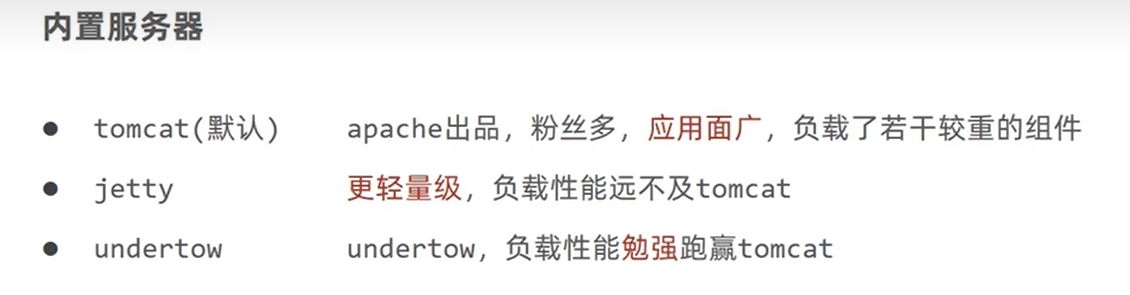 内置服务器
● tomcat(默认) apache出品，粉丝多，应用面广，负载了若干较重的组件
● jetty 更轻量级，负载性能远不及tomcat
● undertow undertow，负载性能勉强跑赢tomcat